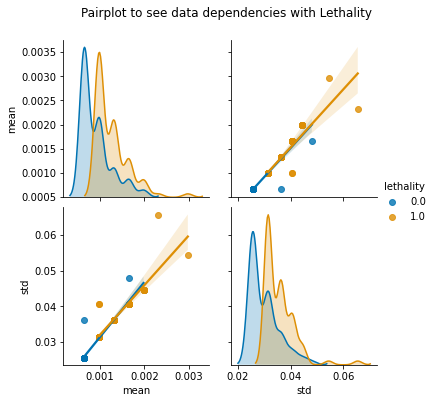 Pairplot to see data dependencies with Lethality
0.0035
0.0030
0.0025
0.0020
0.0015
0.0010
0.0005
mean
lethality
0.0
1.0
0.06
0.05
0.04
0.03
std
0.001 0.002 0.003
mean
0.02 0.04 0.06
std